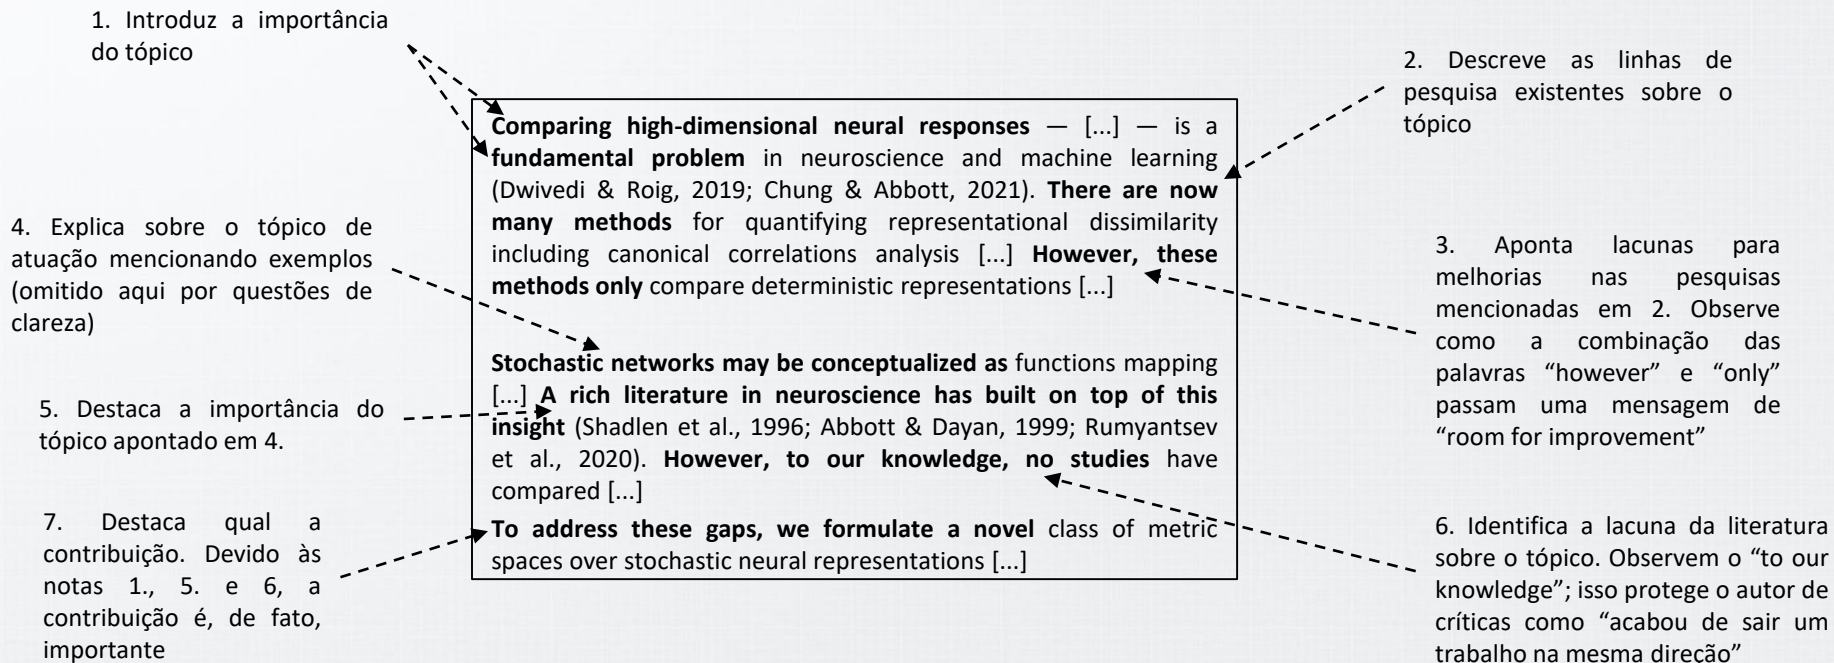 1. Introduz a importância
do tópico
2. Descreve as linhas de
pesquisa existentes sobre o
tópico
Comparing high-dimensional neural responses — [...] — is a
fundamental problem in neuroscience and machine learning
(Dwivedi & Roig, 2019; Chung & Abbott, 2021). There are now
many methods for quantifying representational dissimilarity
including canonical correlations analysis [...] However, these
methods only compare deterministic representations [...]
Stochastic networks may be conceptualized as functions mapping
[...] A rich literature in neuroscience has built on top of this
insight (Shadlen et al., 1996; Abbott & Dayan, 1999; Rumyantsev
et al., 2020). However, to our knowledge, no studies have
compared [...]
To address these gaps, we formulate a novel class of metric
spaces over stochastic neural representations [...]
3. Aponta lacunas para
melhorias nas pesquisas
mencionadas em 2. Observe
como a combinação das
palavras “however” e “only”
passam uma mensagem de
“room for improvement”
4. Explica sobre o tópico de
atuação mencionando exemplos
(omitido aqui por questões de
clareza)
5. Destaca a importância do
tópico apontado em 4.
6. Identifica a lacuna da literatura
sobre o tópico. Observem o “to our
knowledge”; isso protege o autor de
críticas como “acabou de sair um
trabalho na mesma direção”
7. Destaca qual a
contribuição. Devido às
notas 1., 5. e 6, a
contribuição é, de fato,
importante